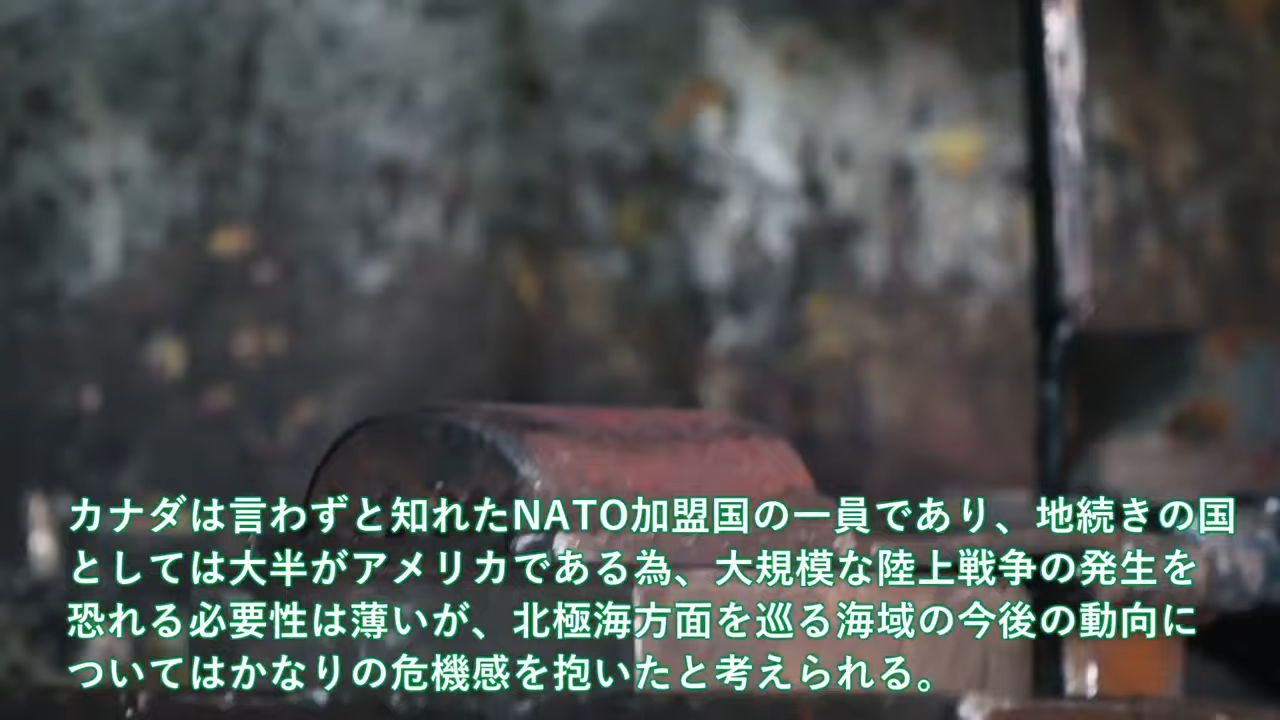 カナダは言わずと知れたNATO加盟国の一員であり、地続きの国
としては大半がアメリカである為、大規模な陸上戦争の発生を
恐れる必要性は薄いが、北極海方面を巡る海域の今後の動向に
ついてはかなりの危機感を抱いたと考えられる。